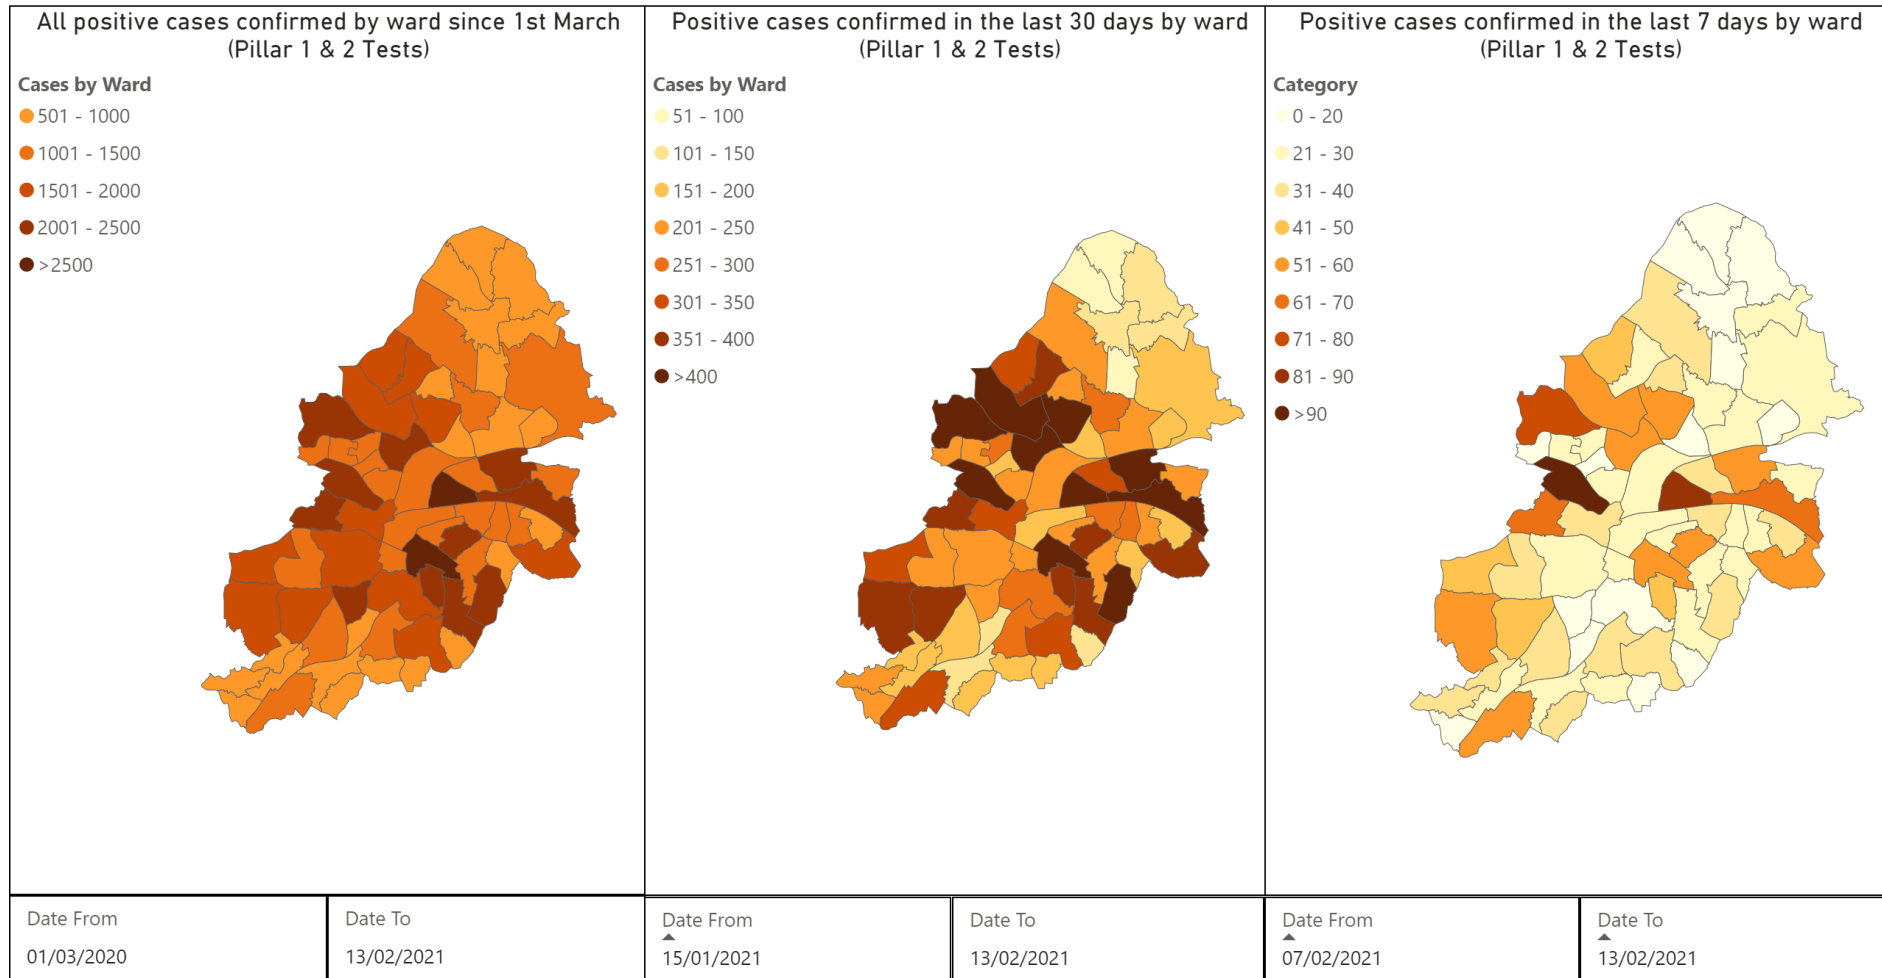 All positive cases confirmed by ward since 1st March
(Pillar 1 & 2 Tests)
Cases by Ward
501 - 1000
1001 - 1500
1501 - 2000
2001 - 2500
>2500
Date From
01/03/2020
Date To
13/02/2021
Positive cases confirmed in the last 30 days by ward
(Pillar 1 & 2 Tests)
Cases by Ward
51 - 100
101 - 150
151 - 200
201 - 250
251 - 300
301 - 350
351 - 400
>400
Date From
15/01/2021
Date To
13/02/2021
Positive cases confirmed in the last 7 days by ward
(Pillar 1 & 2 Tests)
Category
0 - 20
21 - 30
31 - 40
41 - 50
51 - 60
61 - 70
71 - 80
81 - 90
>90
Date From
07/02/2021
Date To
13/02/2021